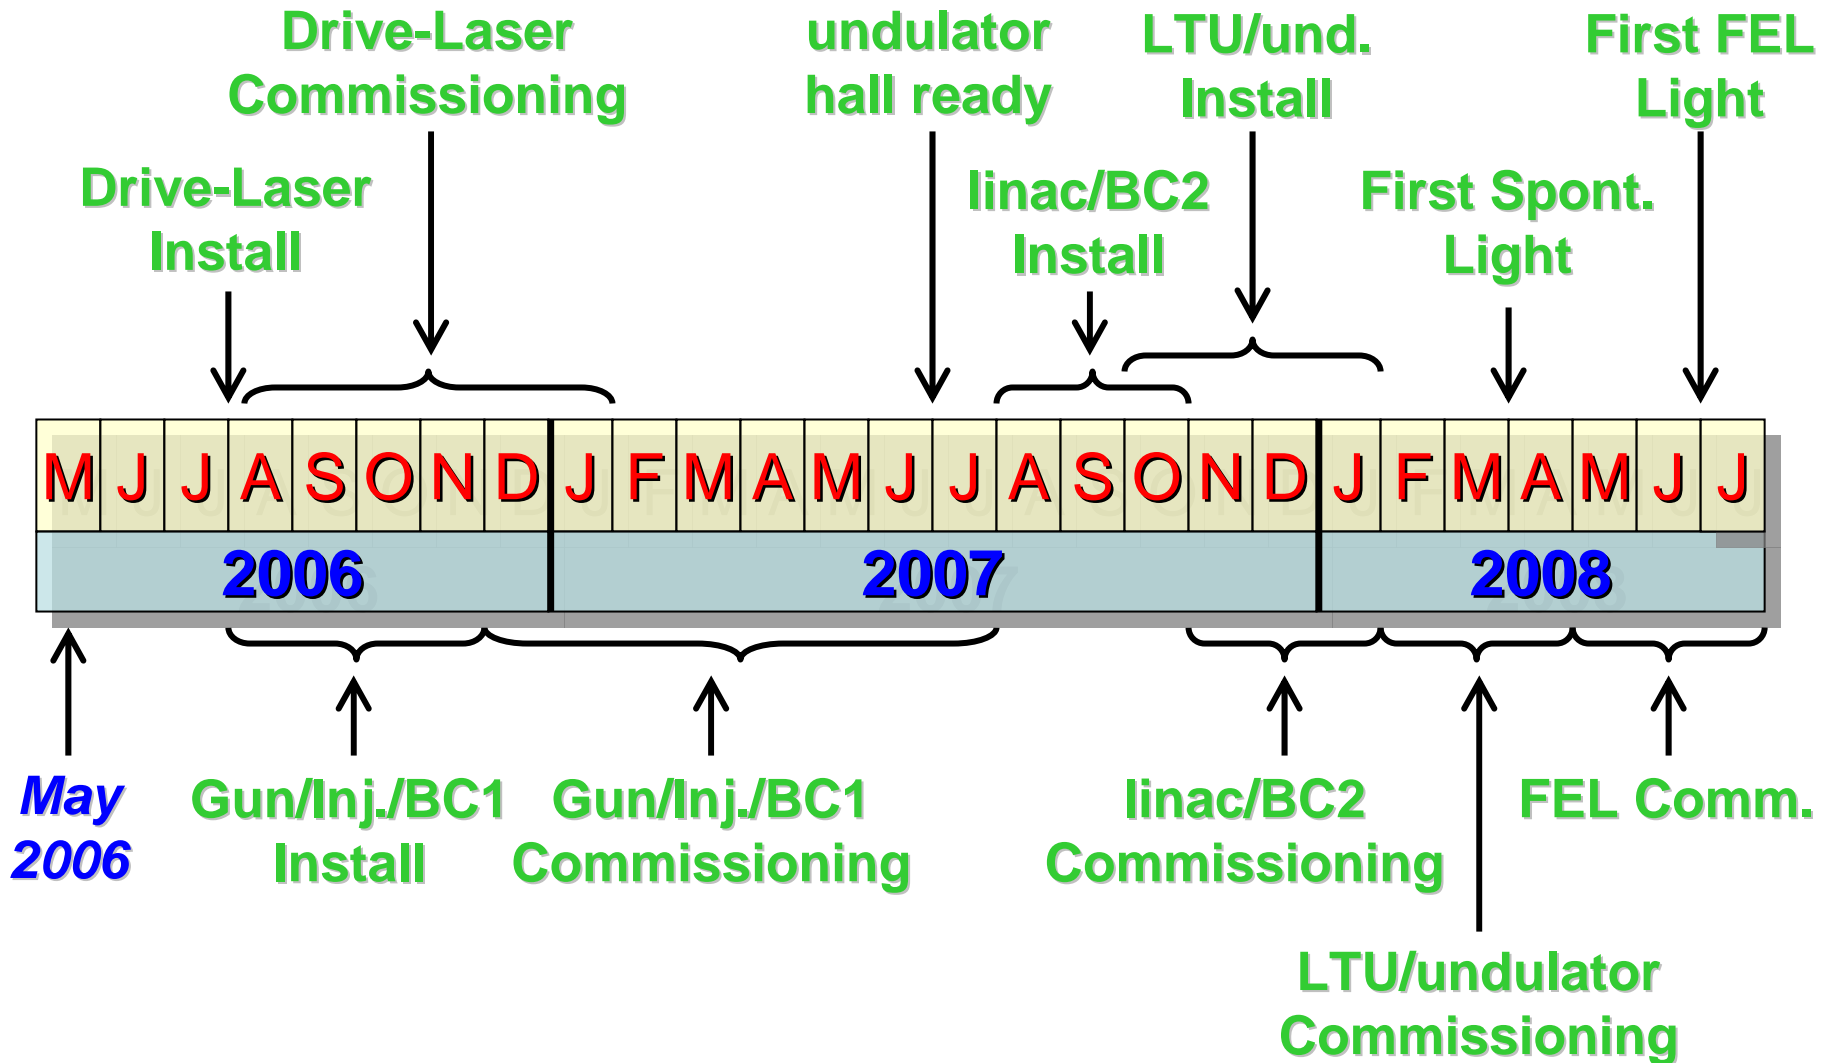 Drive-Laser
Commissioning
undulator
hall ready
LTU/und.
Install
First FEL
Light
Drive-Laser
Install
linac/BC2
Install
First Spont.
Light
M J J A S O N D J F M A M J J A S O N D J F M A M J J
2006 2007 2008
May
2006
Gun/Inj./BC1
Install
Gun/Inj./BC1
Commissioning
linac/BC2
Commissioning
FEL Comm.
LTU/undulator
Commissioning